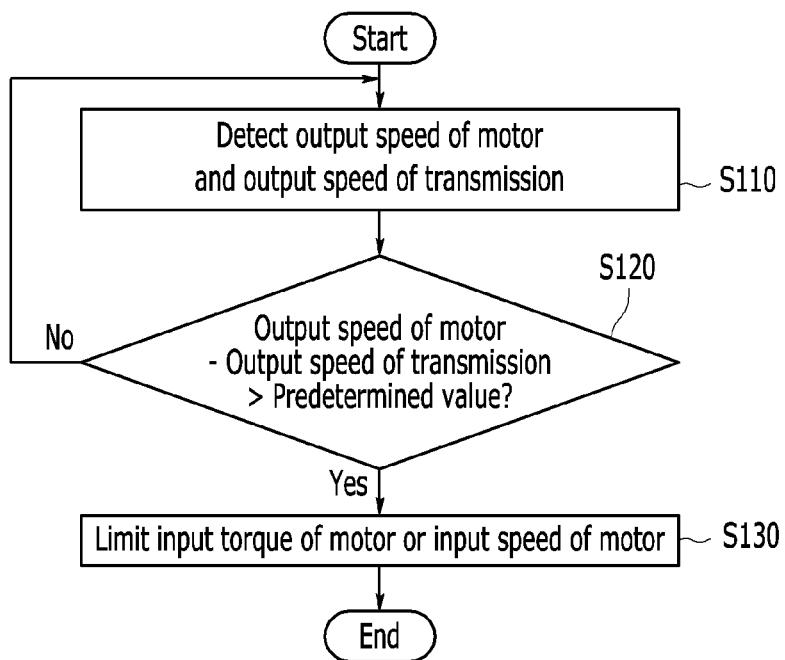 Start
Detect output speed of motor
and output speed of transmission
S110
S120
Output speed of motor
- Output speed of transmission
> Predetermined value?
No
Yes
Limit input torque of motor or input speed of motor
S130
End